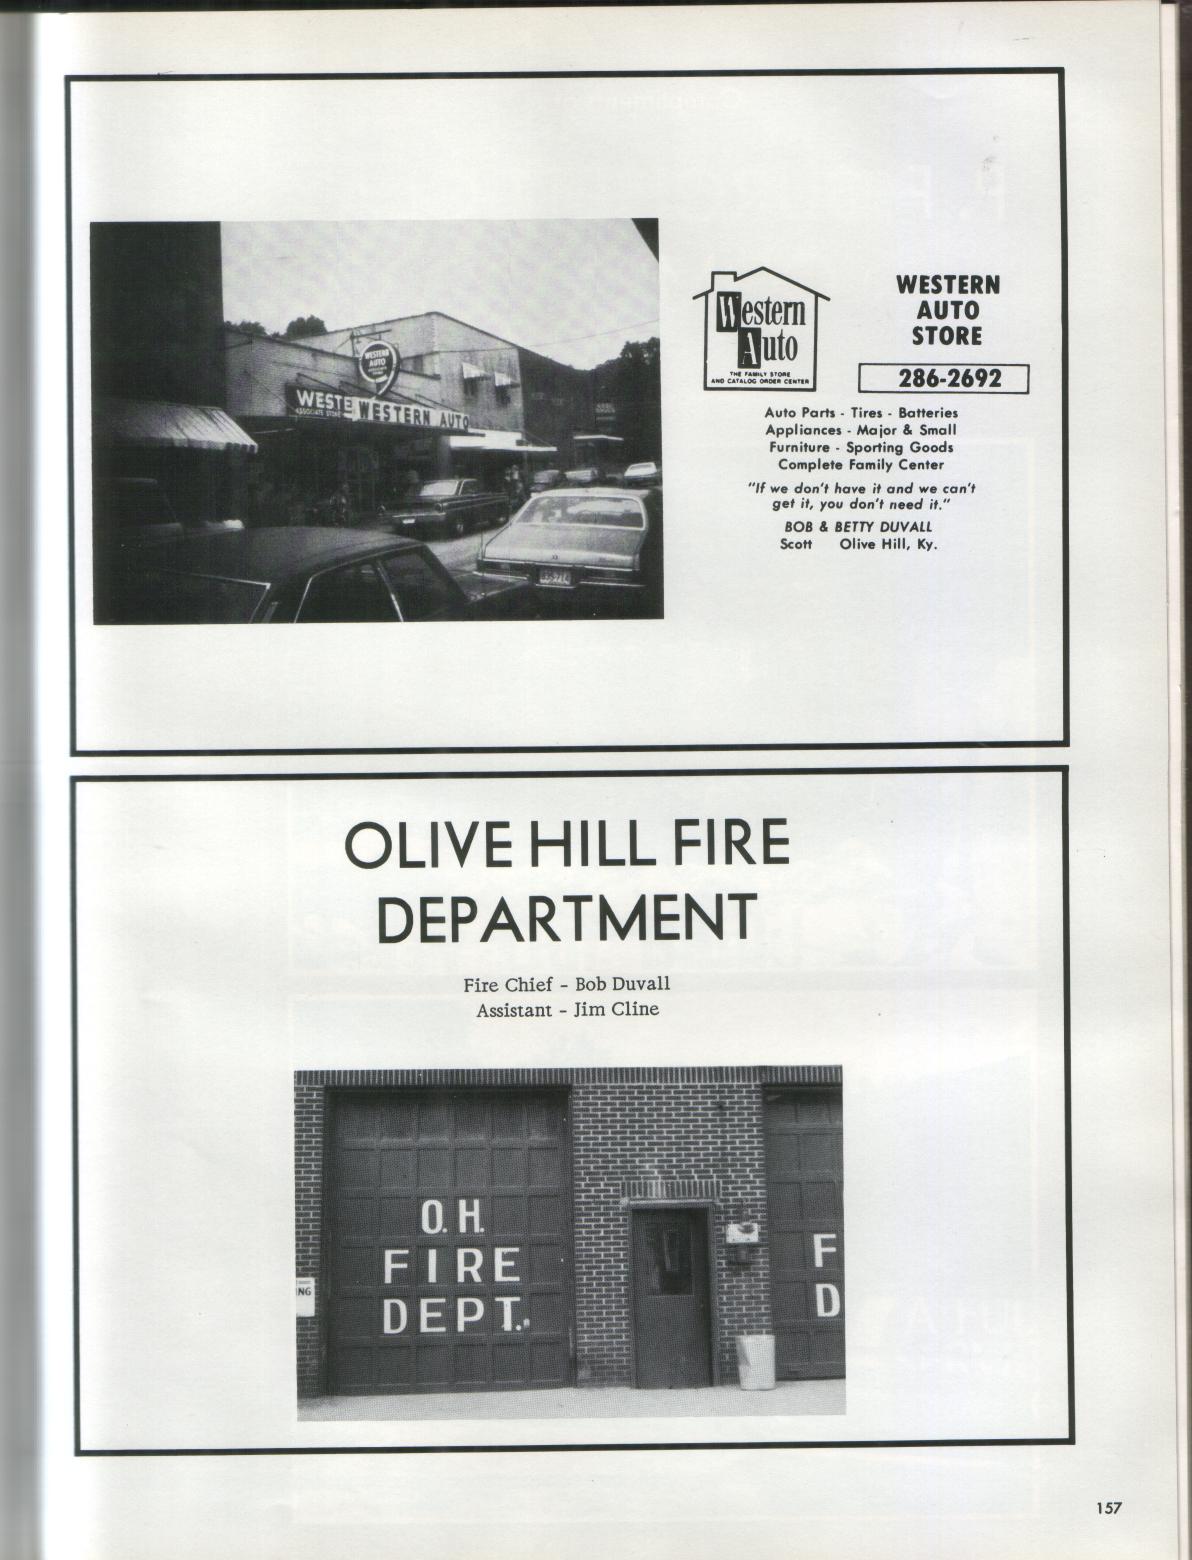 WESTERN
AUTO
WESTE
ASSOCIATE STORE
WESTERN AUTO
Western
Auto
THE FAMILY STORE
AND CATALOG ORDER CENTER
WESTERN
AUTO
STORE
286-2692
Auto Parts - Tires - Batteries
Appliances - Major & Small
Furniture - Sporting Goods
Complete Family Center
"If we don't have it and we can't
get it, you don't need it."
BOB & BETTY DUVALL
Scott Olive Hill, Ky.
OLIVE HILL FIRE
DEPARTMENT
Fire Chief - Bob Duvall
Assistant - Jim Cline
O. H.
FIRE
DEPT.
NG
F
D
157